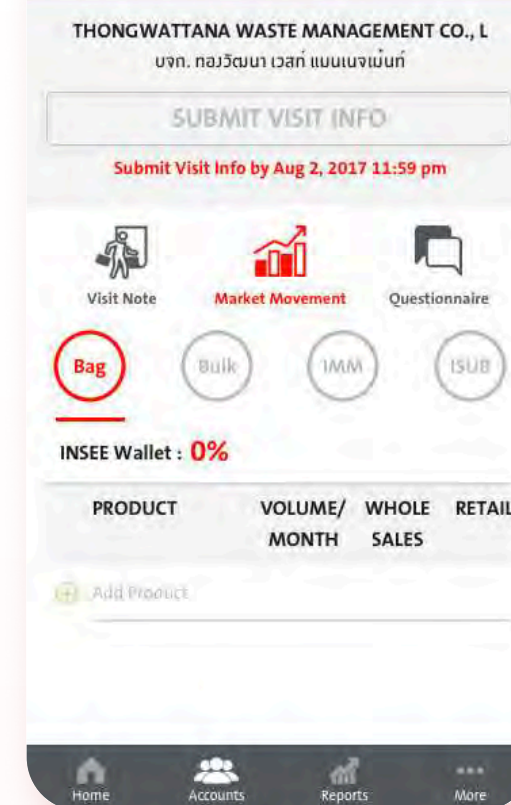 THONGWATTANA WASTE MANAGEMENT CO., L
บจก. ทองวัฒนา เวสท์ แมนเนจเม้นท์
SUBMIT VISIT INFO
Submit Visit Info by Aug 2, 2017 11:59 pm
Visit Note Market Movement Questionnaire
Bag Bulk IMM ISUB
INSEE Wallet : 0%
PRODUCT VOLUME/ WHOLE RETAIL
MONTH SALES
Add Product
Home Accounts Reports More